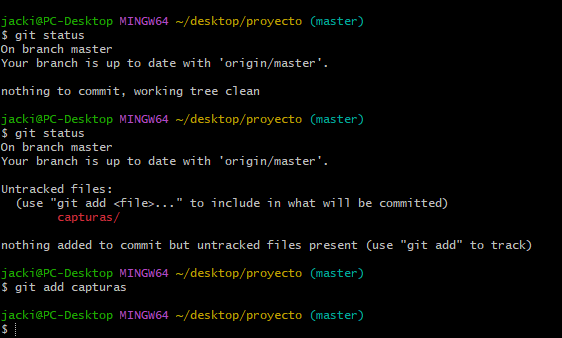 jacki@PC-Desktop MINGW64 ~/desktop/proyecto (master)
$ git status
On branch master
Your branch is up to date with 'origin/master'.
nothing to commit, working tree clean
jacki@PC-Desktop MINGW64 ~/desktop/proyecto (master)
$ git status
On branch master
Your branch is up to date with 'origin/master'.
Untracked files:
(use "git add <file>..." to include in what will be committed)
capturas/
nothing added to commit but untracked files present (use "git add" to track)
jacki@PC-Desktop MINGW64 ~/desktop/proyecto (master)
$ git add capturas
jacki@PC-Desktop MINGW64 ~/desktop/proyecto (master)
$